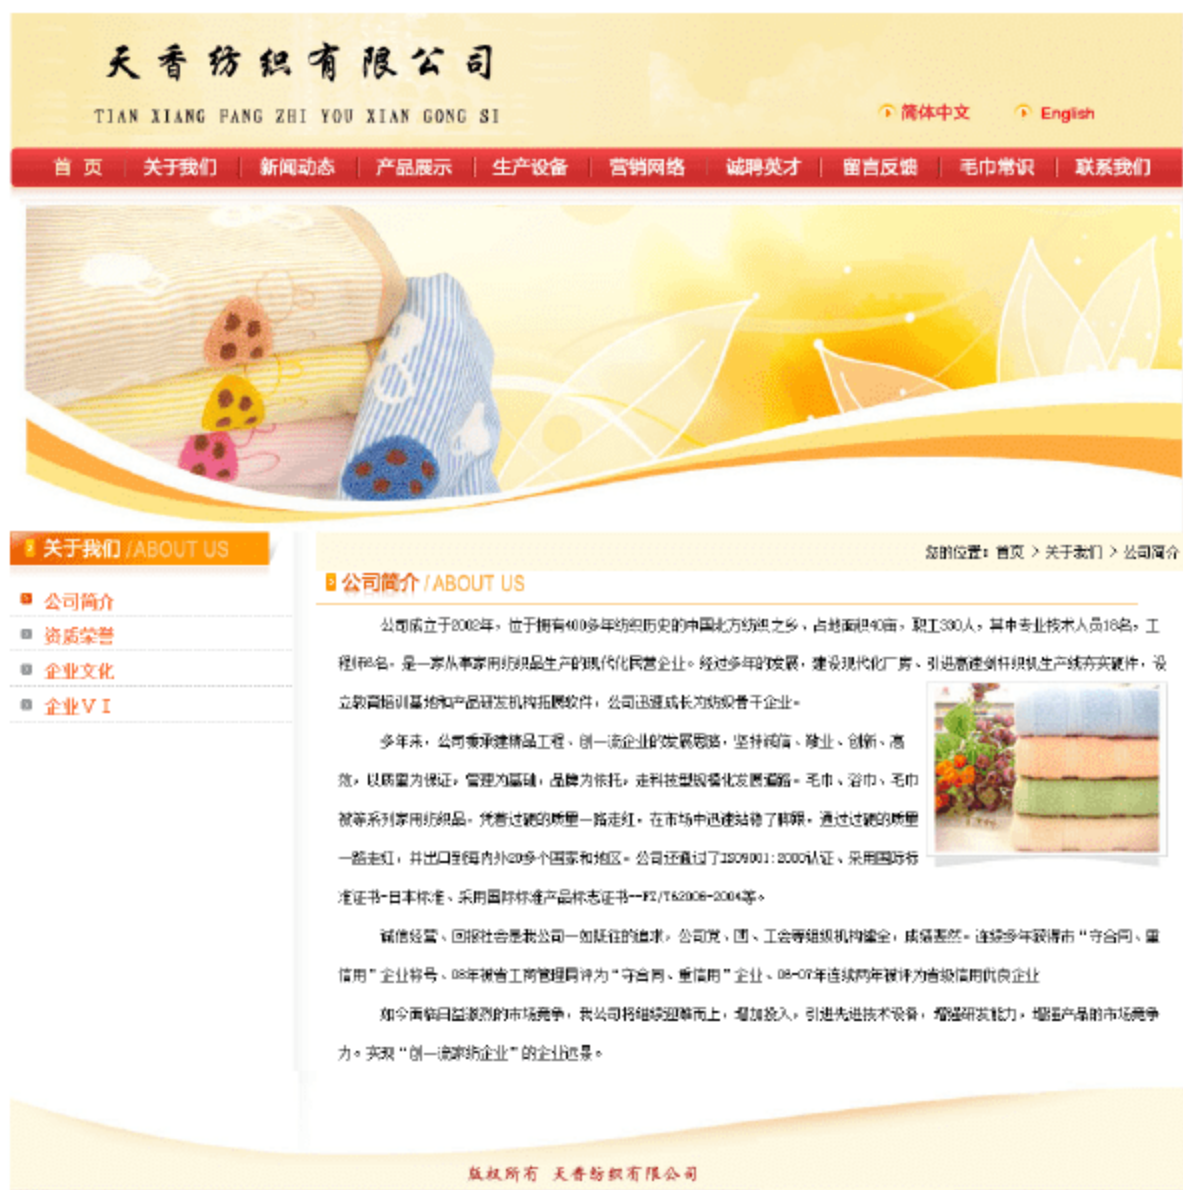 天香纺织有限公司
TIAN XIANG FANG ZHI YOU XIAN GONG SI
简体中文 English
首 页 关于我们 新闻动态 产品展示 生产设备 营销网络 诚聘英才 留言反馈 毛巾常识 联系我们
关于我们 /ABOUT US
公司简介
资质荣誉
企业文化
企业ＶＩ
您的位置：首页 > 关于我们 > 公司简介
公司简介 / ABOUT US
公司成立于2002年，位于拥有400多年纺织历史的中国北方纺织之乡、占地面积40亩，职工330人，其中专业技术人员18名，工
程师6名。是一家从事家用纺织品生产的现代化民营企业。经过多年的发展，建设现代化厂房、引进高速剑杆织机生产线夯实硬件，设
立教育培训基地和产品研发机构拓展软件，公司迅速成长为纺织骨干企业。
多年来，公司秉承建精品工程、创一流企业的发展思路，坚持诚信、敬业、创新、高
效，以质量为保证，管理为基础，品牌为依托，走科技型规模化发展道路。毛巾、浴巾、毛巾
被等系列家用纺织品，凭着过硬的质量一路走红，在市场中迅速站稳了脚跟，通过过硬的质量
一路走红，并出口到海内外20多个国家和地区。公司还通过了ISO9001:2000认证、采用国际标
准证书-日本标准、采用国际标准产品标志证书--FZ/T62006-2004等。
诚信经营、回报社会是我公司一如既往的追求，公司党、团、工会等组织机构健全，成绩斐然。连续多年获得市“守合同、重
信用”企业称号、08年被省工商管理局评为“守合同、重信用”企业、06-07年连续两年被评为省级信用优良企业
如今面临日益激烈的市场竞争，我公司将继续迎难而上，增加投入，引进先进技术设备，增强研发能力，增强产品的市场竞争
力。实现“创一流家纺企业”的企业远景。
版权所有 天香纺织有限公司